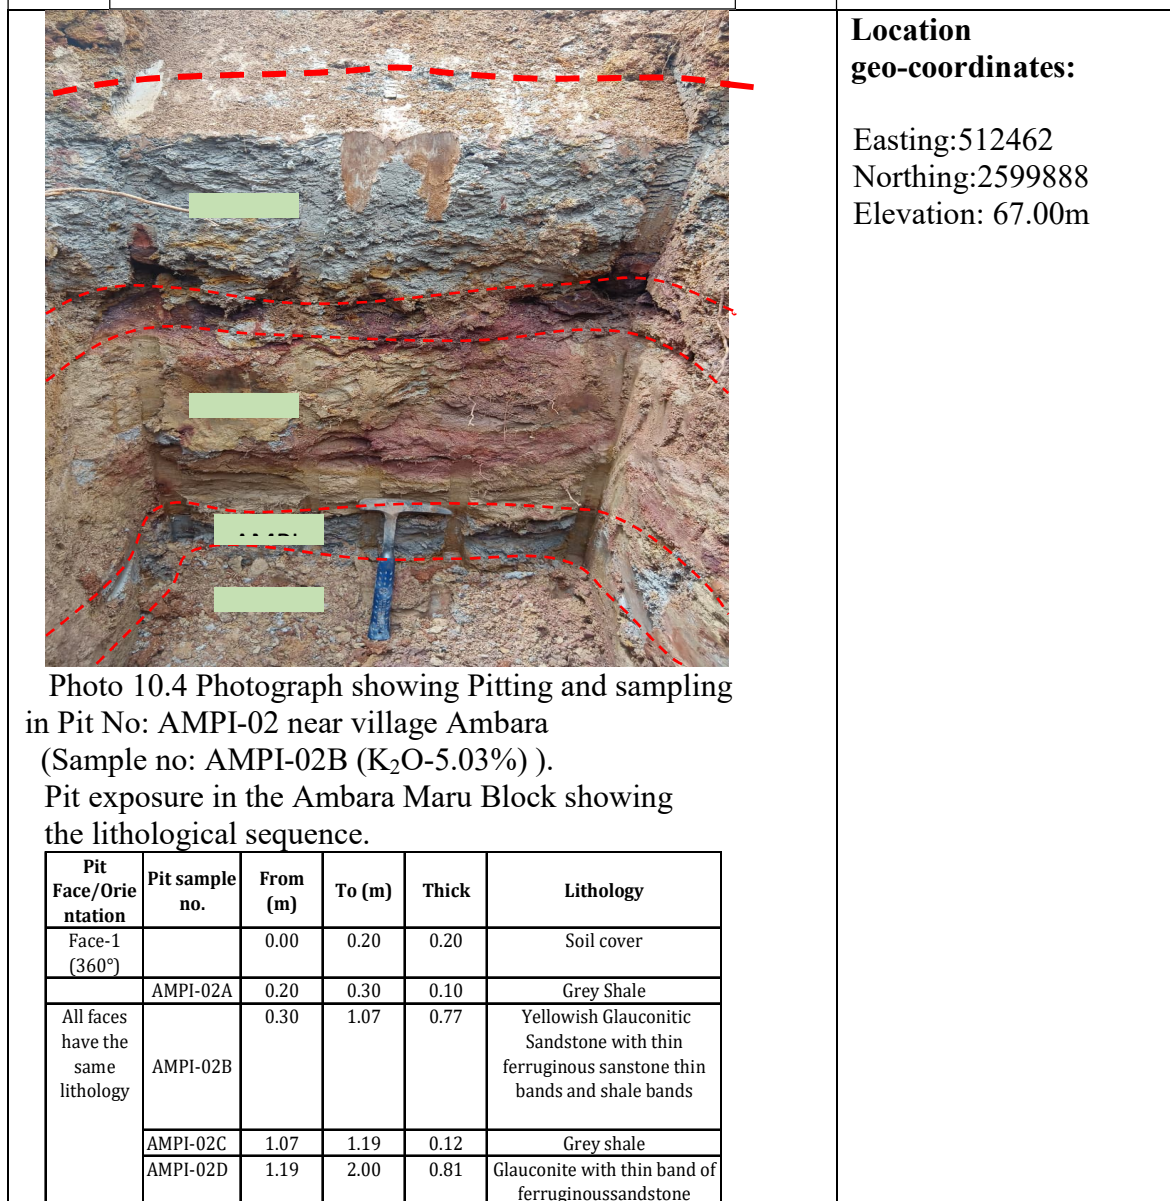 Location
geo-coordinates:
Easting:512462
Northing:2599888
Elevation: 67.00m
Photo 10.4 Photograph showing Pitting and sampling
in Pit No: AMPI-02 near village Ambara
(Sample no: AMPI-02B (K₂O-5.03%) ).
Pit exposure in the Ambara Maru Block showing
the lithological sequence.
Pit
Face/Orie
ntation
Pit sample
no.
From
(m)
To (m)
Thick
Lithology
Face-1
(360°)
0.00
0.20
0.20
Soil cover
AMPI-02A
0.20
0.30
0.10
Grey Shale
All faces
have the
same
lithology
AMPI-02B
0.30
1.07
0.77
Yellowish Glauconitic
Sandstone with thin
ferruginous sanstone thin
bands and shale bands
AMPI-02C
1.07
1.19
0.12
Grey shale
AMPI-02D
1.19
2.00
0.81
Glauconite with thin band of
ferruginoussandstone